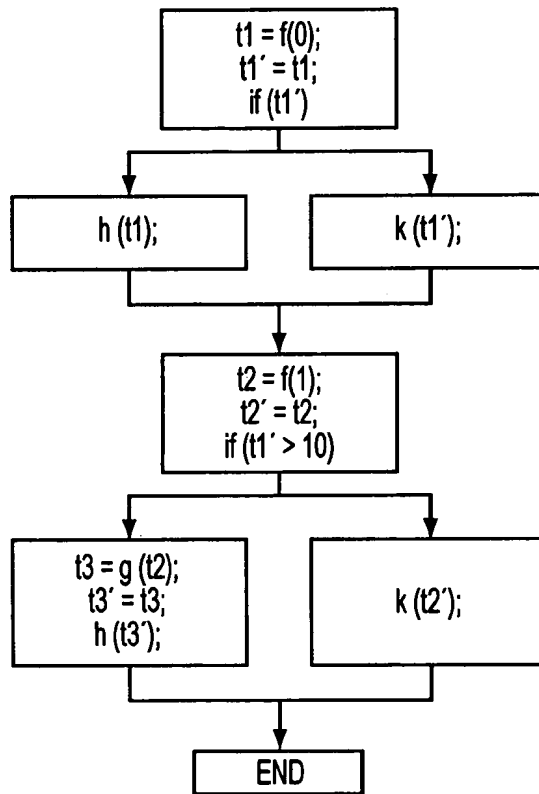 t1 = f(0);
t1´ = t1;
if (t1´)
h (t1);
k (t1´);
t2 = f(1);
t2´ = t2;
if (t1´ > 10)
t3 = g (t2);
t3´ = t3;
h (t3´);
k (t2´);
END